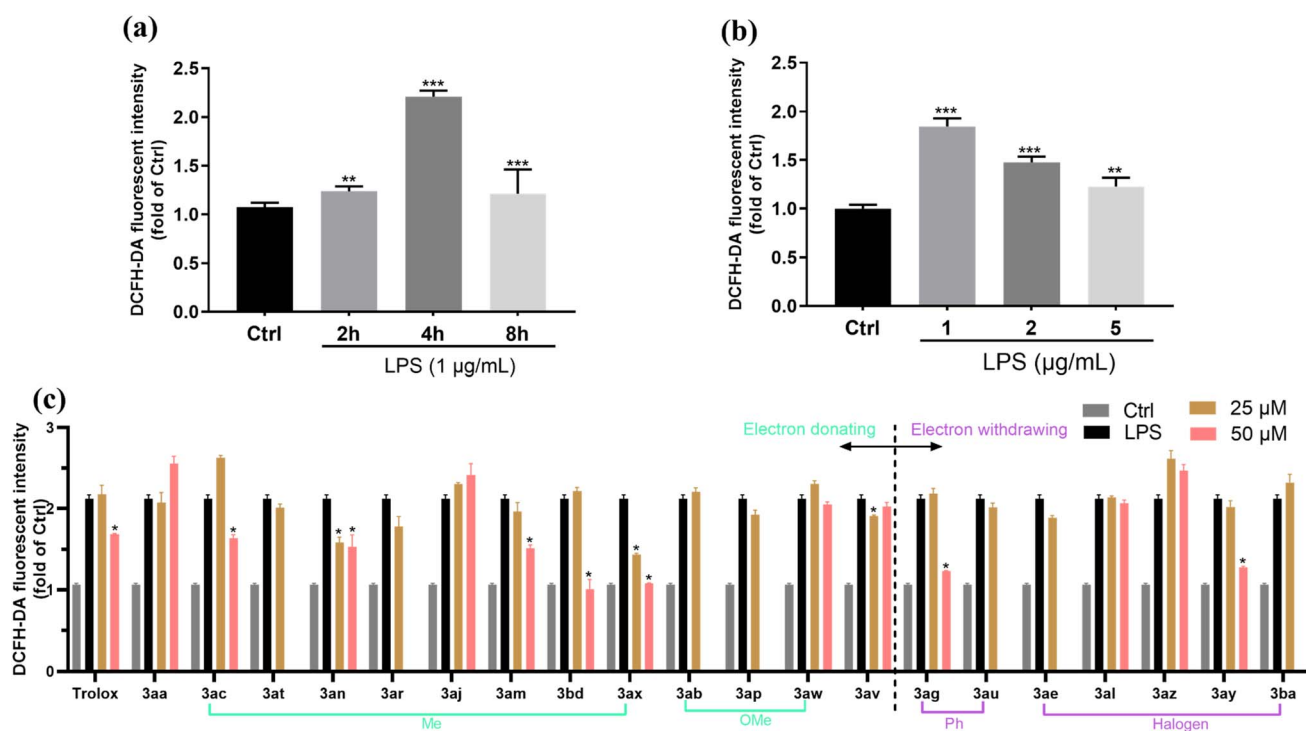 (a)
DCFH-DA fluorescent intensity
(fold of Ctrl)
2.5
2.0
1.5
1.0
0.5
0.0
**
***
***
Ctrl
2h
4h
8h
LPS (1 µg/mL)
(b)
DCFH-DA fluorescent intensity
(fold of Ctrl)
2.5
2.0
1.5
1.0
0.5
0.0
***
***
**
Ctrl
1
2
5
LPS (µg/mL)
(c)
DCFH-DA fluorescent intensity
(fold of Ctrl)
3
2
1
0
Ctrl
25 µM
LPS
50 µM
Electron donating
Electron withdrawing
*
*
*
*
*
*
*
*
*
*
*
Trolox 3aa 3ac 3at 3an 3ar 3aj 3am 3bd 3ax 3ab 3ap 3aw 3av 3ag 3au 3ae 3al 3az 3ay 3ba
Me
OMe
Ph
Halogen